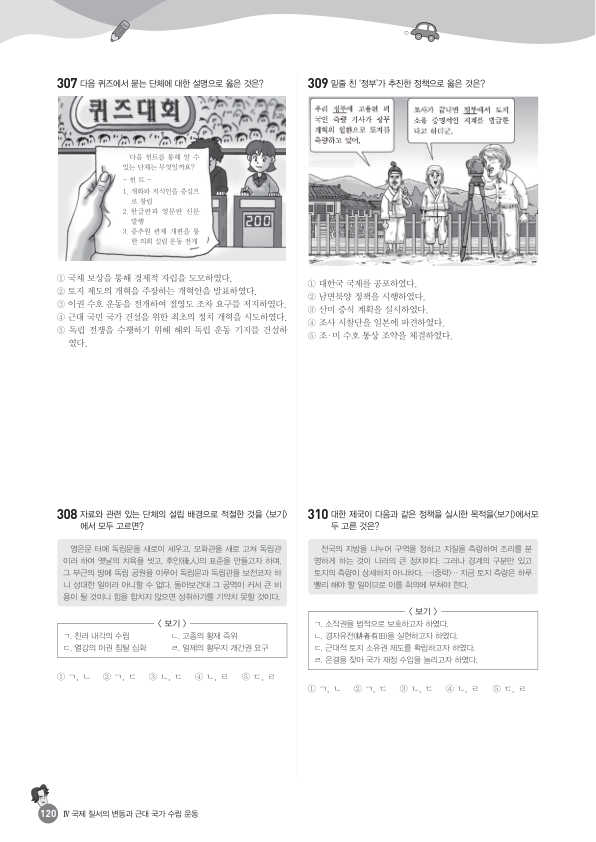 307 다음 퀴즈에서 묻는 단체에 대한 설명으로 옳은 것은?
퀴즈대회
다음 힌트를 통해 알 수
있는 단체는 무엇일까요?
- 힌 트 -
1. 개화파 지식인을 중심으
로 창립
2. 한글판과 영문판 신문
발행
3. 중추원 관제 개편을 통
한 의회 설립 운동 전개
200
① 국채 보상을 통해 경제적 자립을 도모하였다.
② 토지 제도의 개혁을 주장하는 개혁안을 발표하였다.
③ 이권 수호 운동을 전개하여 절영도 조차 요구를 저지하였다.
④ 근대 국민 국가 건설을 위한 최초의 정치 개혁을 시도하였다.
⑤ 독립 전쟁을 수행하기 위해 해외 독립 운동 기지를 건설하
였다.
308 자료와 관련 있는 단체의 설립 배경으로 적절한 것을 〈보기〉
에서 모두 고르면?
영은문 터에 독립문을 새로이 세우고, 모화관을 새로 고쳐 독립관
이라 하여 옛날의 치욕을 씻고, 후인(後人)의 표준을 만들고자 하며,
그 부근의 땅에 독립 공원을 이루어 독립문과 독립관을 보전코자 하
니 성대한 일이라 아니할 수 없다. 돌아보건대 그 공역이 커서 큰 비
용이 될 것이니 힘을 합치지 않으면 성취하기를 기약치 못할 것이다.
〈 보기 〉
ㄱ. 친러 내각의 수립 ㄴ. 고종의 황제 즉위
ㄷ. 열강의 이권 침탈 심화 ㄹ. 일제의 황무지 개간권 요구
① ㄱ, ㄴ ② ㄱ, ㄷ ③ ㄴ, ㄷ ④ ㄴ, ㄹ ⑤ ㄷ, ㄹ
309 밑줄 친 '정부'가 추진한 정책으로 옳은 것은?
우리 정부에 고용된 외
국인 측량 기사가 광무
개혁의 일환으로 토지를
측량하고 있어.
조사가 끝나면 정부에서 토지
소유 증명서인 지계를 발급한
다고 하더군.
① 대한국 국제를 공포하였다.
② 남면북양 정책을 시행하였다.
③ 산미 증식 계획을 실시하였다.
④ 조사 시찰단을 일본에 파견하였다.
⑤ 조·미 수호 통상 조약을 체결하였다.
310 대한 제국이 다음과 같은 정책을 실시한 목적을〈보기〉에서모
두 고른 것은?
전국의 지방을 나누어 구역을 정하고 지질을 측량하여 조리를 분
명하게 하는 것이 나라의 큰 정치이다. 그러나 경계의 구분만 있고
토지의 측량이 상세하지 아니하다. …(중략)… 지금 토지 측량은 하루
빨리 해야 할 일이므로 이를 회의에 부쳐야 한다.
〈 보기 〉
ㄱ. 소작권을 법적으로 보호하고자 하였다.
ㄴ. 경자유전(耕者有田)을 실현하고자 하였다.
ㄷ. 근대적 토지 소유권 제도를 확립하고자 하였다.
ㄹ. 은결을 찾아 국가 재정 수입을 늘리고자 하였다.
① ㄱ, ㄴ ② ㄱ, ㄷ ③ ㄴ, ㄷ ④ ㄴ, ㄹ ⑤ ㄷ, ㄹ
120 Ⅳ 국제 질서의 변동과 근대 국가 수립 운동